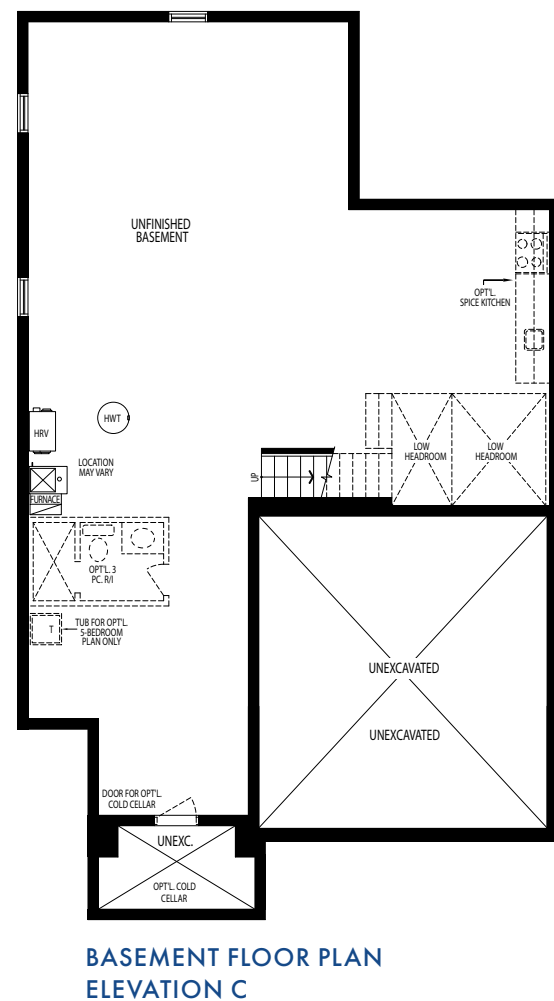 UNFINISHED
BASEMENT
OPT'L.
SPICE KITCHEN
HWT
HRV
LOCATION
MAY VARY
LOW
HEADROOM
LOW
HEADROOM
UP
FURNACE
OPT'L. 3
PC. R/I
T
TUB FOR OPT'L.
5-BEDROOM
PLAN ONLY
UNEXCAVATED
UNEXCAVATED
DOOR FOR OPT'L.
COLD CELLAR
UNEXC.
OPT'L. COLD
CELLAR
BASEMENT FLOOR PLAN
ELEVATION C